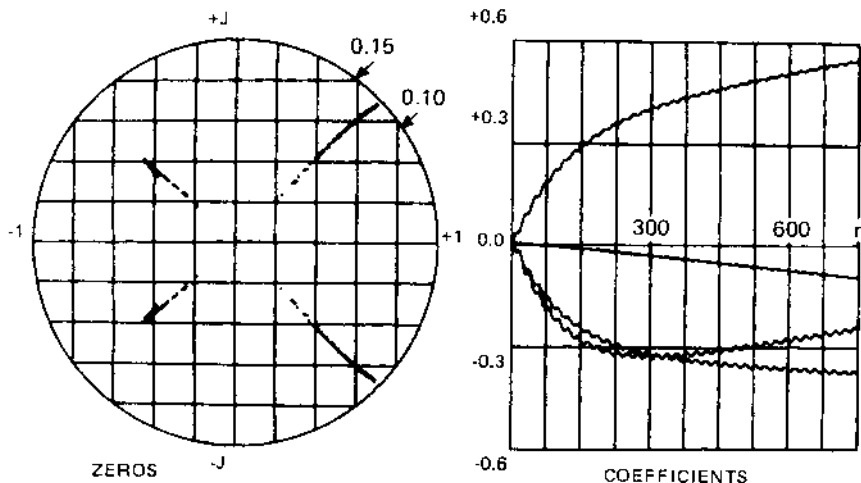 +J
0.15
0.10
-1
+1
-J
ZEROS
+0.6
+0.3
0.0
300
600
n
-0.3
-0.6
COEFFICIENTS